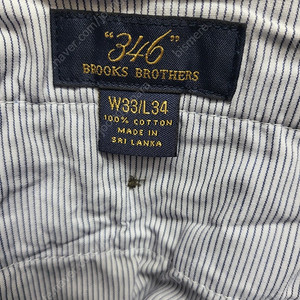 "346"
BROOKS BROTHERS
W33/L34
100% COTTON
MADE IN
SRI LANKA